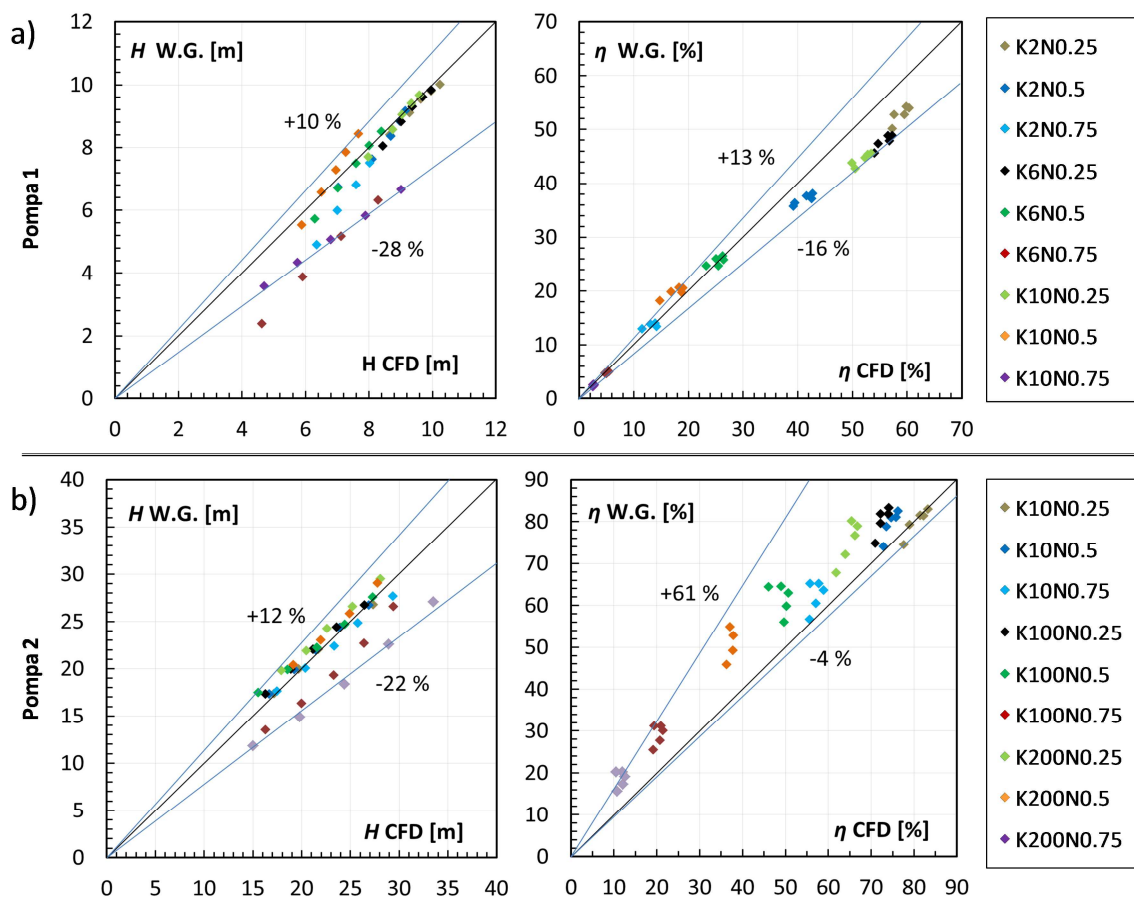 a)
Pompa 1
H W.G. [m]
12
10
8
6
4
2
0
+10 %
-28 %
H CFD [m]
0 2 4 6 8 10 12
η W.G. [%]
70
60
50
40
30
20
10
0
+13 %
-16 %
η CFD [%]
0 10 20 30 40 50 60 70
K2N0.25
K2N0.5
K2N0.75
K6N0.25
K6N0.5
K6N0.75
K10N0.25
K10N0.5
K10N0.75
b)
Pompa 2
H W.G. [m]
40
35
30
25
20
15
10
5
0
+12 %
-22 %
H CFD [m]
0 5 10 15 20 25 30 35 40
η W.G. [%]
90
80
70
60
50
40
30
20
10
0
+61 %
-4 %
η CFD [%]
0 10 20 30 40 50 60 70 80 90
K10N0.25
K10N0.5
K10N0.75
K100N0.25
K100N0.5
K100N0.75
K200N0.25
K200N0.5
K200N0.75